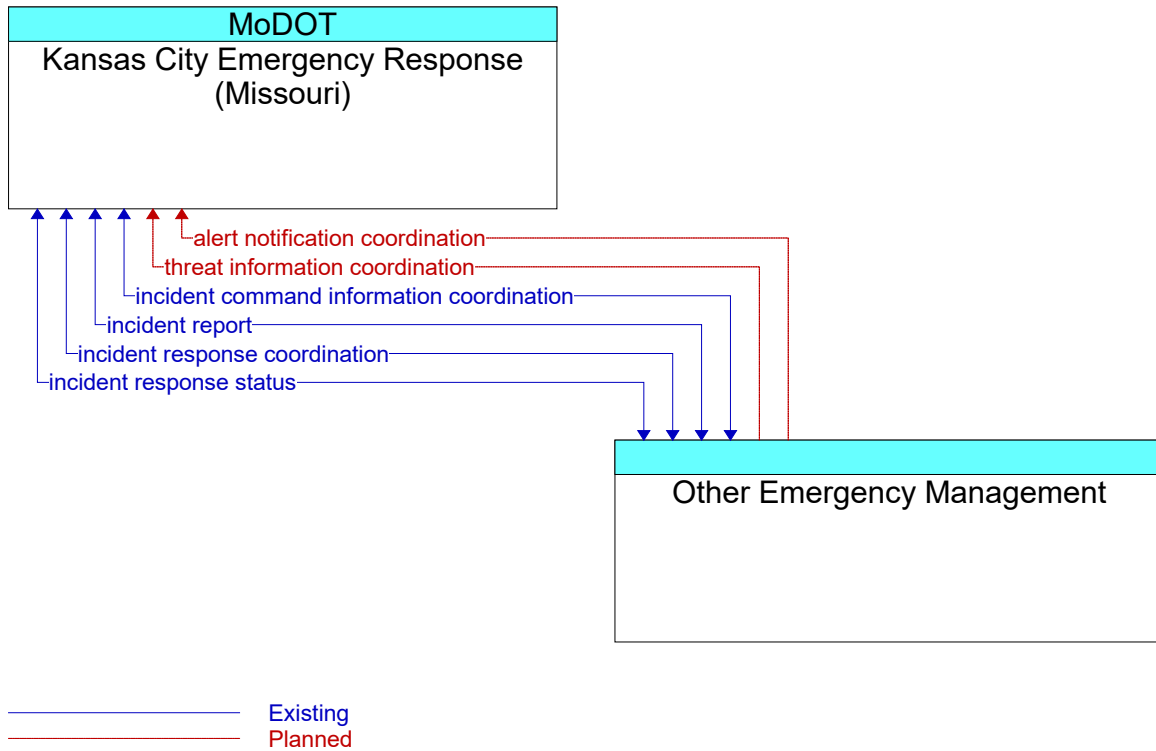 MoDOT
Kansas City Emergency Response
(Missouri)
alert notification coordination
threat information coordination
incident command information coordination
incident report
incident response coordination
incident response status
Other Emergency Management
Existing
Planned